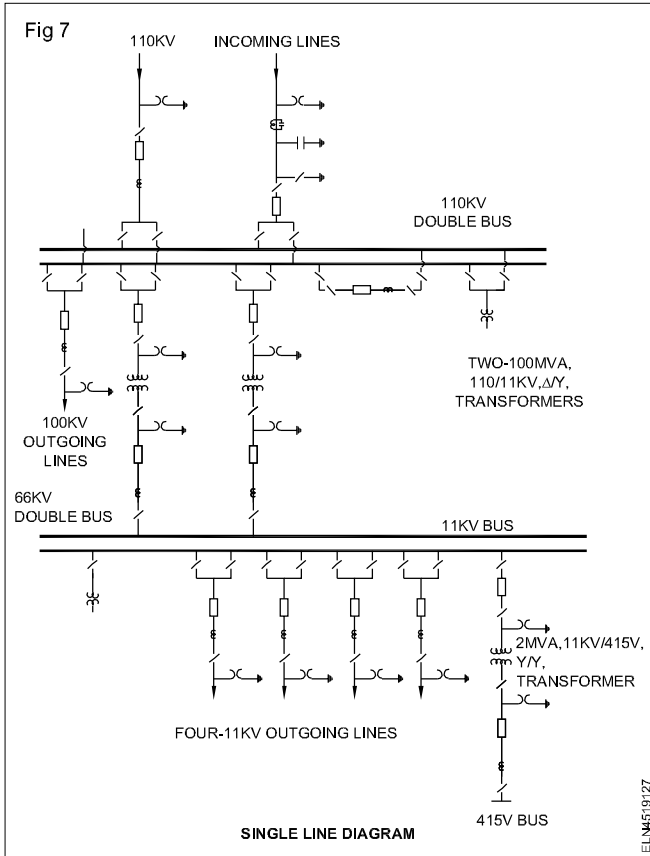 Fig 7
110KV
INCOMING LINES
110KV
DOUBLE BUS
TWO-100MVA,
110/11KV,Δ/Y,
TRANSFORMERS
100KV
OUTGOING
LINES
66KV
DOUBLE BUS
11KV BUS
2MVA,11KV/415V,
Y/Y,
TRANSFORMER
FOUR-11KV OUTGOING LINES
415V BUS
SINGLE LINE DIAGRAM
ELN4519127